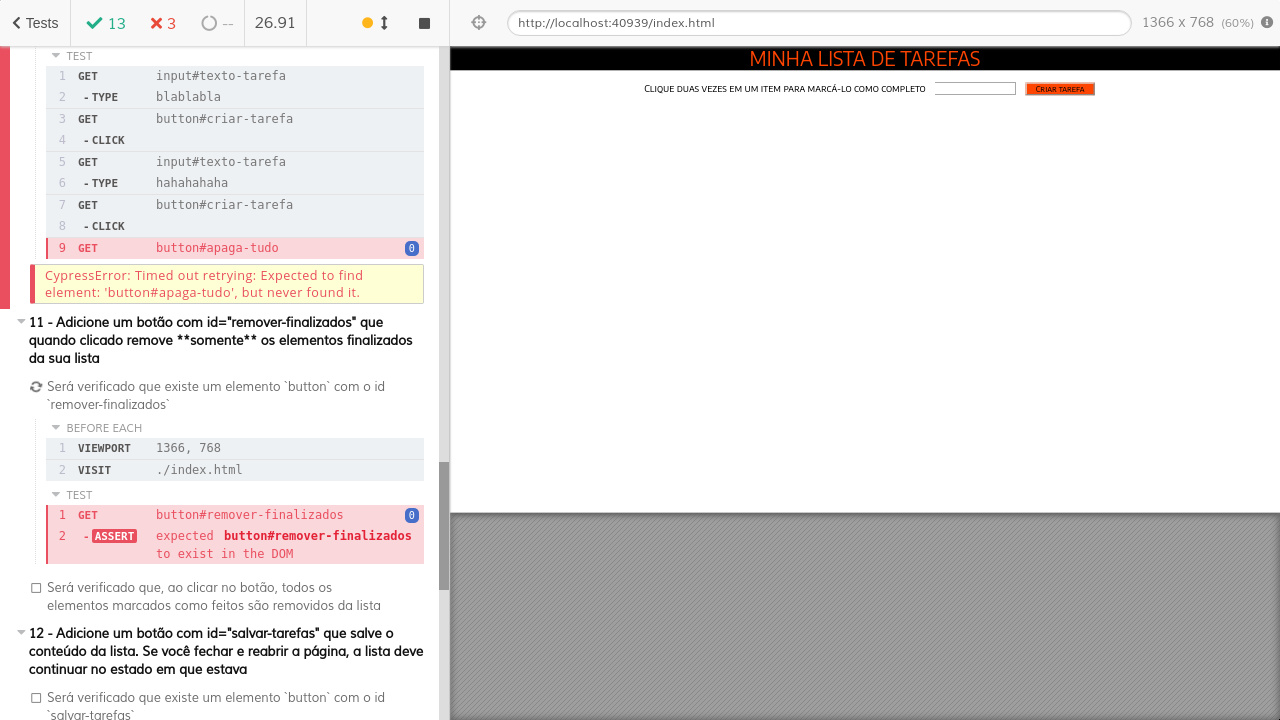 Tests
13
3
--
26.91
http://localhost:40939/index.html
1366 x 768 (60%)
TEST
1 GET input#texto-tarefa
2 - TYPE blablabla
3 GET button#criar-tarefa
4 - CLICK
5 GET input#texto-tarefa
6 - TYPE hahahahaha
7 GET button#criar-tarefa
8 - CLICK
9 GET button#apaga-tudo 0
CypressError: Timed out retrying: Expected to find
element: 'button#apaga-tudo', but never found it.
11 - Adicione um botão com id="remover-finalizados" que
quando clicado remove **somente** os elementos finalizados
da sua lista
Será verificado que existe um elemento `button` com o id
`remover-finalizados`
BEFORE EACH
1 VIEWPORT 1366, 768
2 VISIT ./index.html
TEST
1 GET button#remover-finalizados 0
2 - ASSERT expected button#remover-finalizados
to exist in the DOM
Será verificado que, ao clicar no botão, todos os
elementos marcados como feitos são removidos da lista
12 - Adicione um botão com id="salvar-tarefas" que salve o
conteúdo da lista. Se você fechar e reabrir a página, a lista deve
continuar no estado em que estava
Será verificado que existe um elemento `button` com o id
`salvar-tarefas`
MINHA LISTA DE TAREFAS
Clique duas vezes em um item para marcá-lo como completo
Criar tarefa